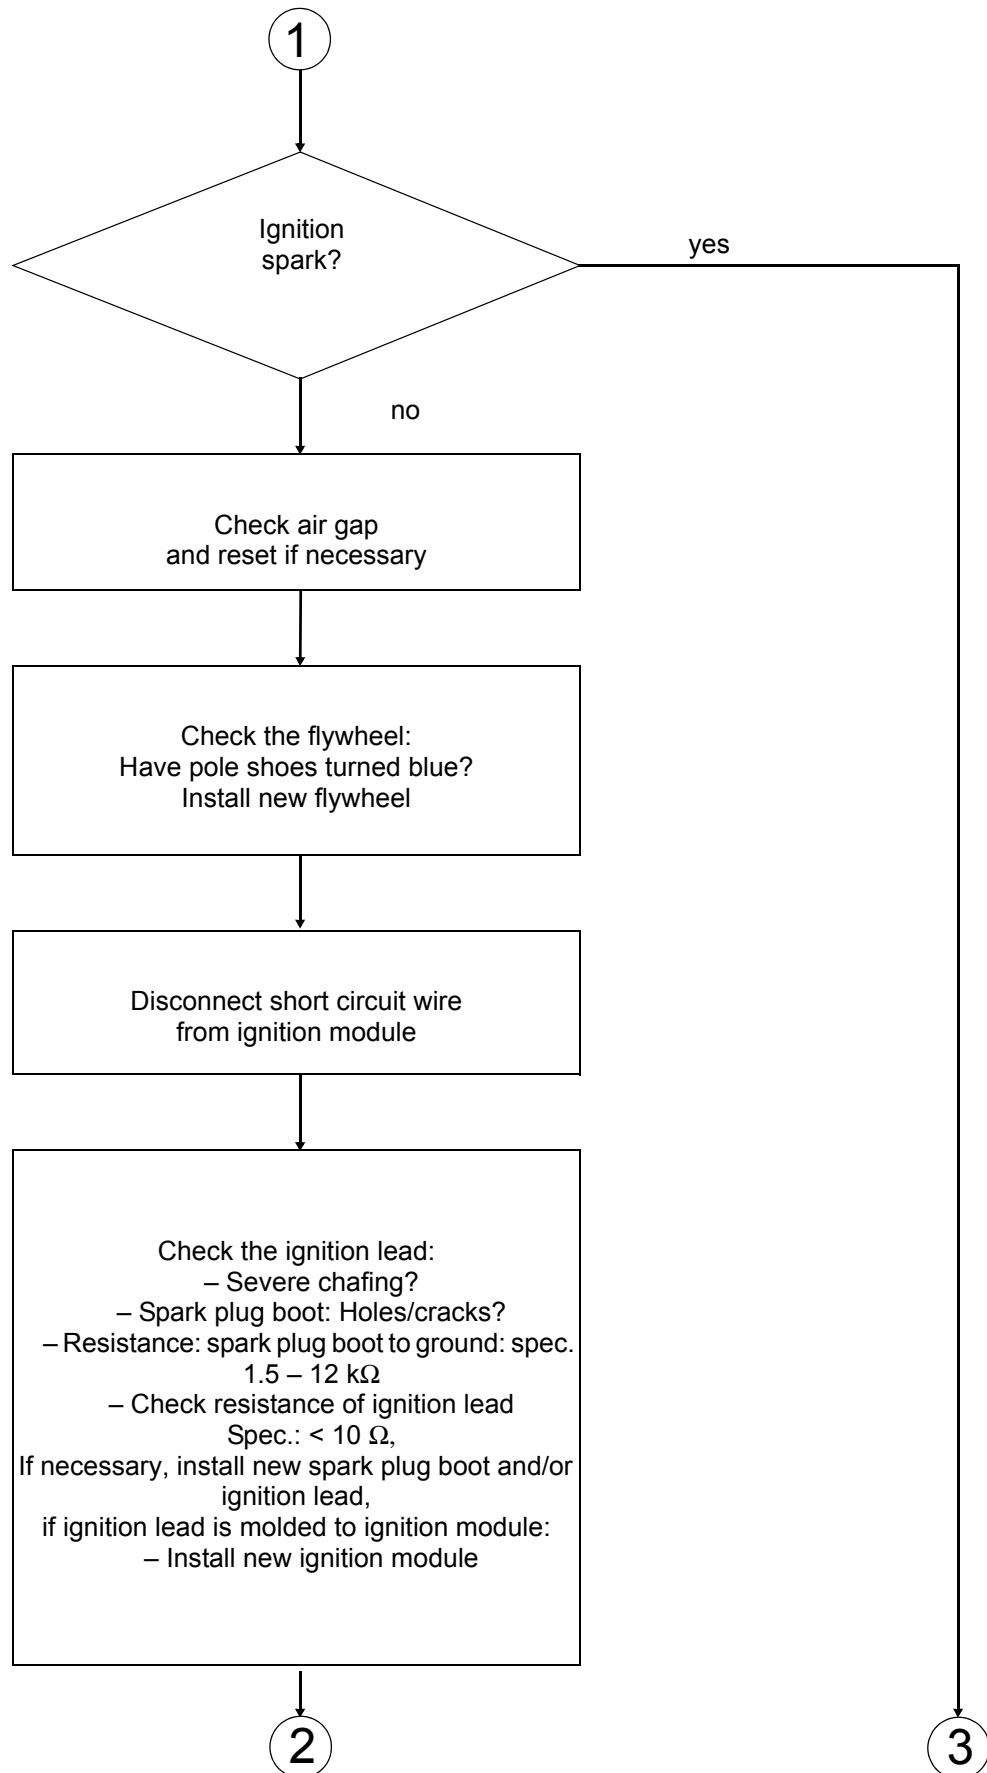 1
Ignition
spark?
yes
no
Check air gap
and reset if necessary
Check the flywheel:
Have pole shoes turned blue?
Install new flywheel
Disconnect short circuit wire
from ignition module
Check the ignition lead:
– Severe chafing?
– Spark plug boot: Holes/cracks?
– Resistance: spark plug boot to ground: spec.
1.5 – 12 kΩ
– Check resistance of ignition lead
Spec.: < 10 Ω,
If necessary, install new spark plug boot and/or
ignition lead,
if ignition lead is molded to ignition module:
– Install new ignition module
2
3